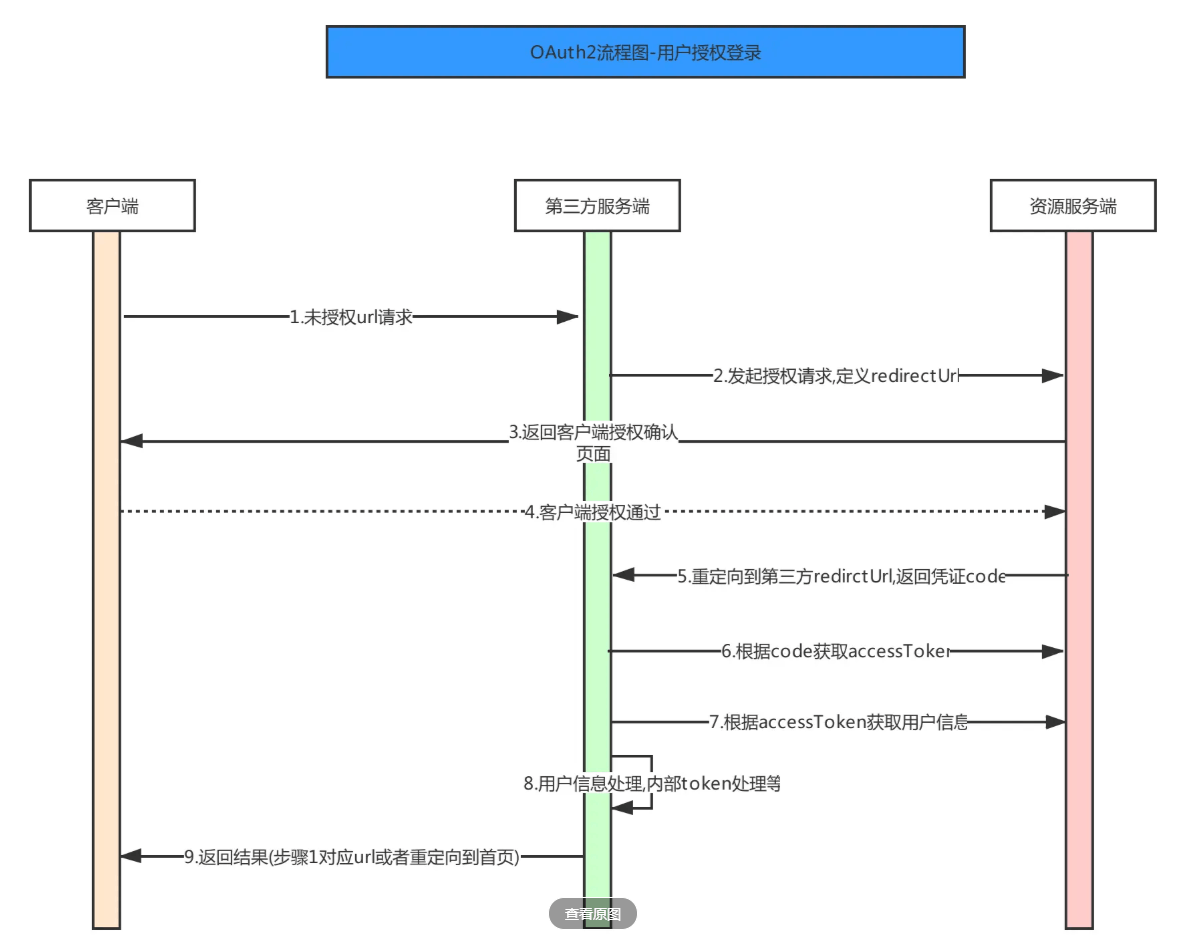 OAuth2流程图-用户授权登录
客户端
第三方服务端
资源服务端
1.未授权url请求
2.发起授权请求,定义redirectUrl
3.返回客户端授权确认
页面
4.客户端授权通过
5.重定向到第三方redirctUrl,返回凭证code
6.根据code获取accessToken
7.根据accessToken获取用户信息
8.用户信息处理,内部token处理等
9.返回结果(步骤1对应url或者重定向到首页)
查看原图